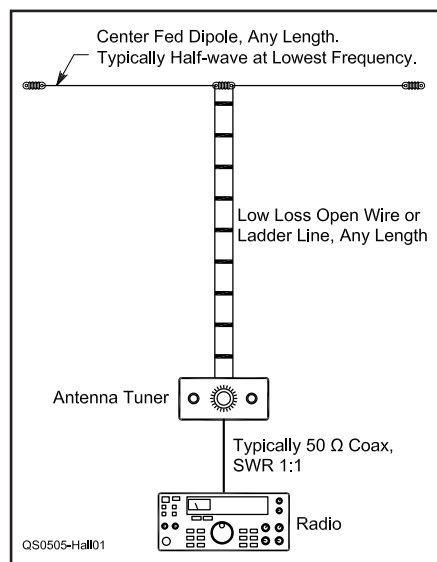 Center Fed Dipole, Any Length.
Typically Half-wave at Lowest Frequency.
Low Loss Open Wire or
Ladder Line, Any Length
Antenna Tuner
Typically 50 Ω Coax,
SWR 1:1
Radio
QS0505-Hall01